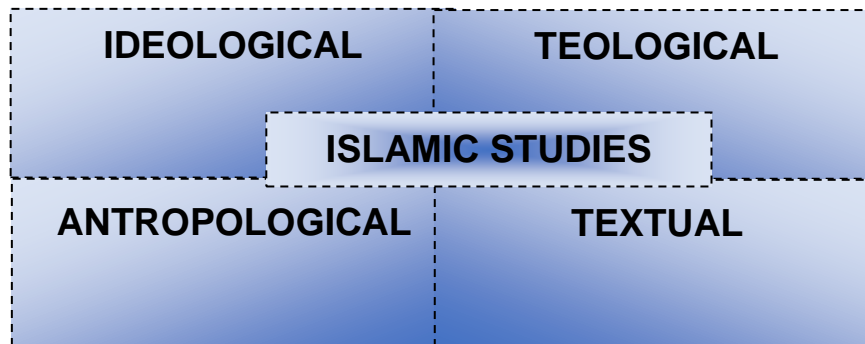 IDEOLOGICAL
TEOLOGICAL
ISLAMIC STUDIES
ANTROPOLOGICAL
TEXTUAL